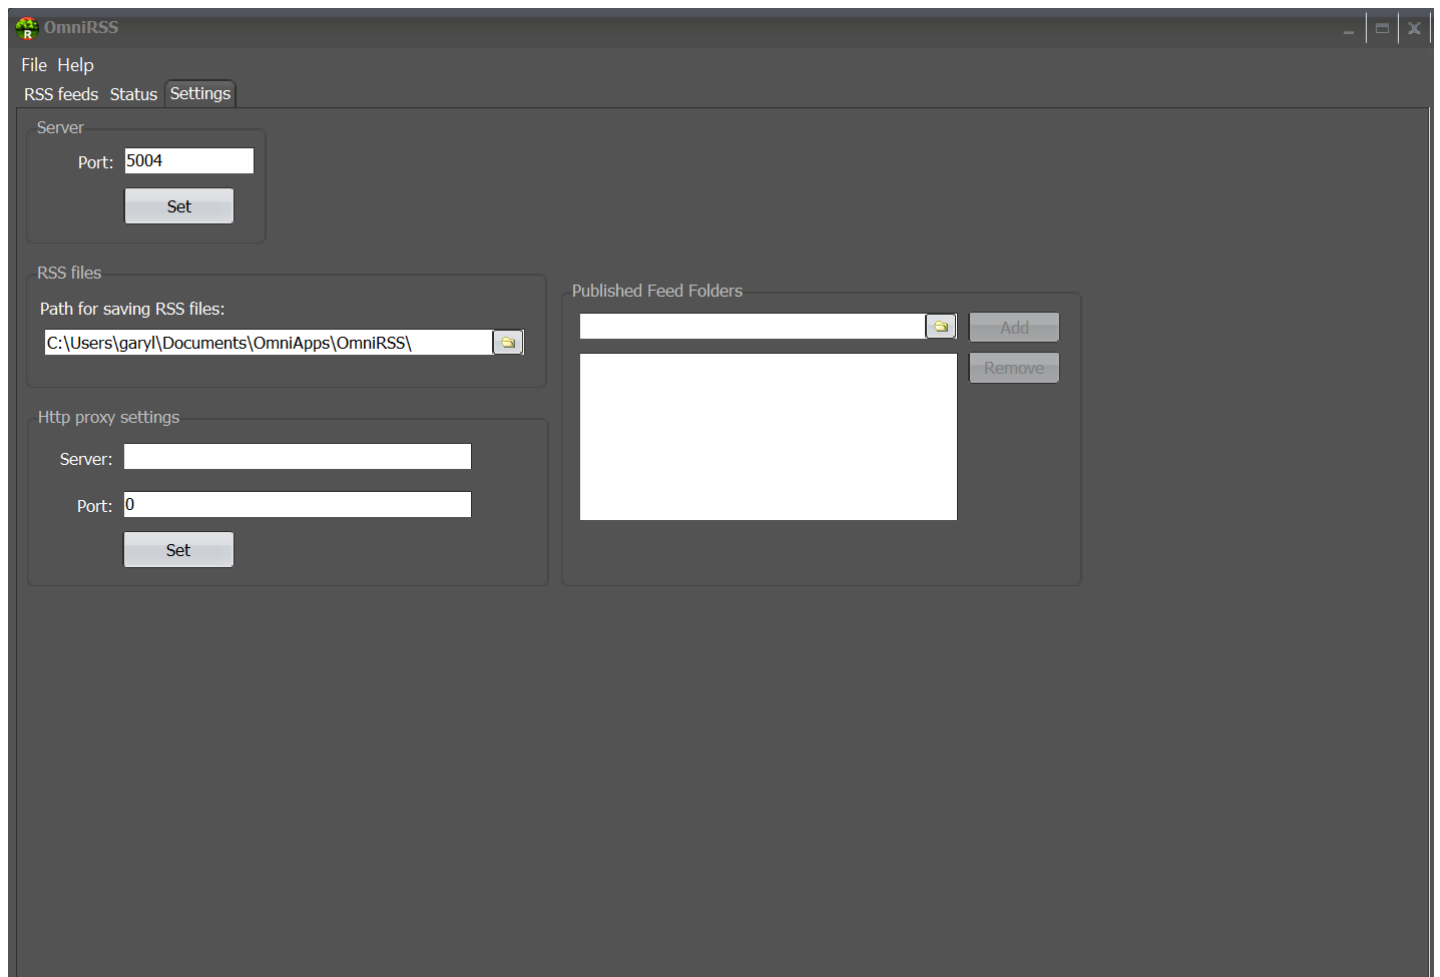 OmniRSS
File Help
RSS feeds Status Settings
Server
Port: 5004
Set
RSS files
Path for saving RSS files:
C:\Users\garyl\Documents\OmniApps\OmniRSS\
Published Feed Folders
Add
Remove
Http proxy settings
Server:
Port: 0
Set